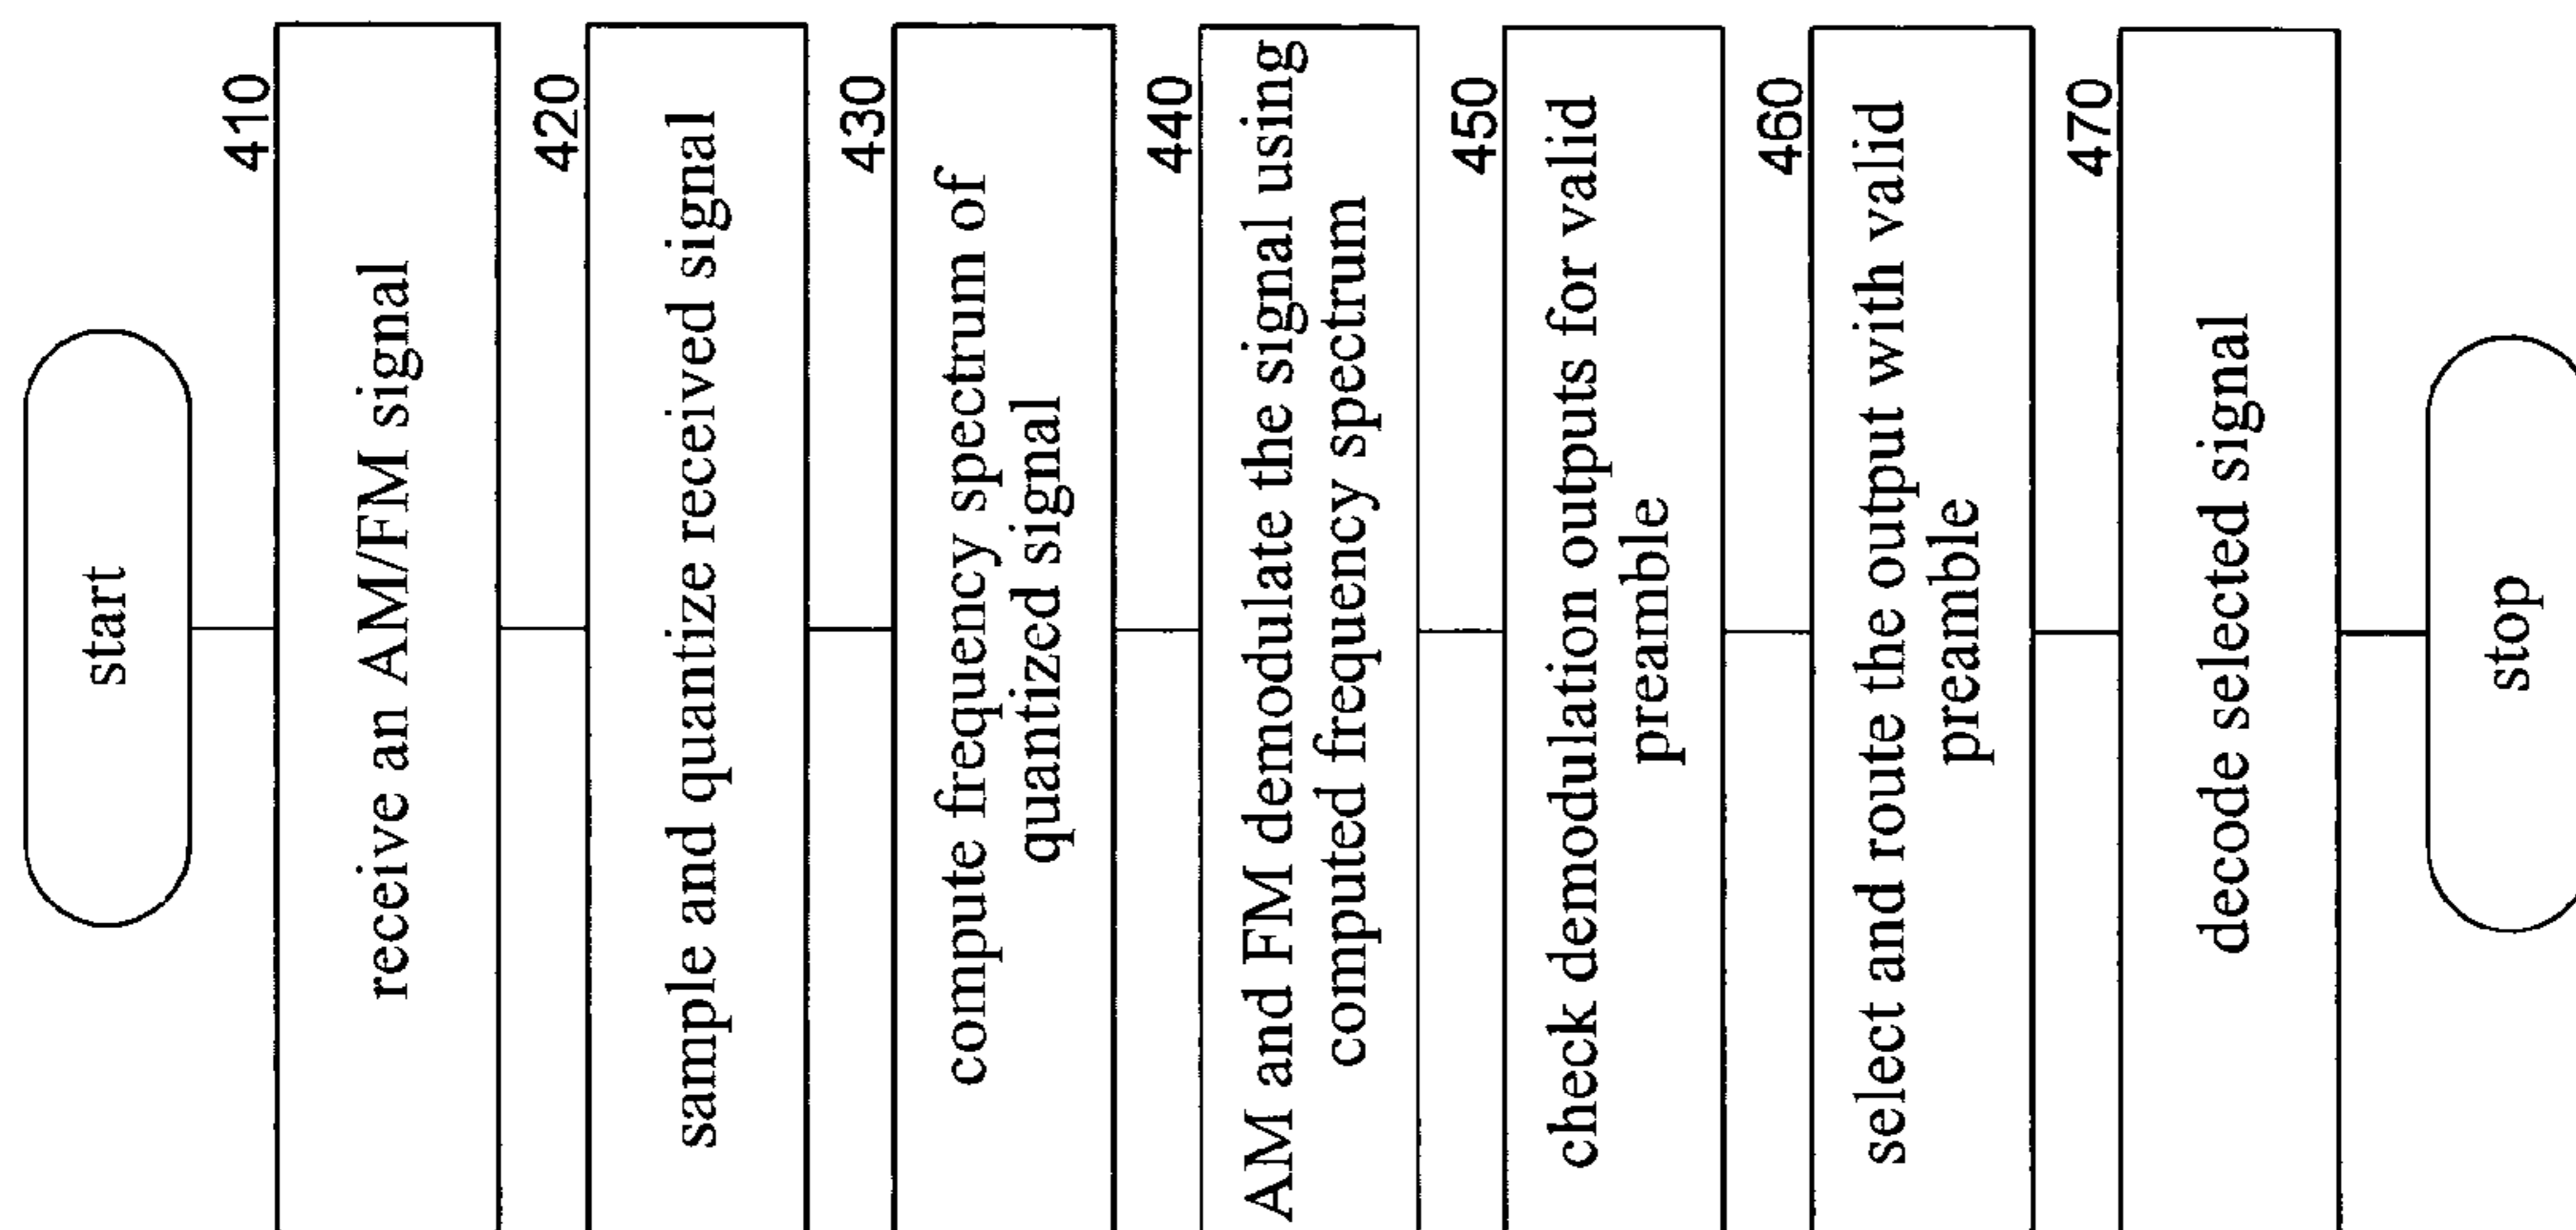 start
410
receive an AM/FM signal
420
sample and quantize received signal
430
compute frequency spectrum of
quantized signal
440
AM and FM demodulate the signal using
computed frequency spectrum
450
check demodulation outputs for valid
preamble
460
select and route the output with valid
preamble
470
decode selected signal
stop